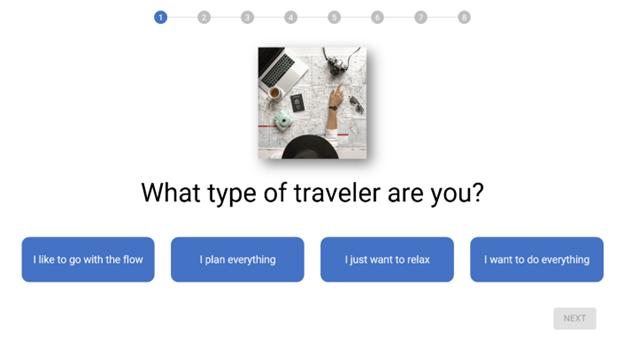 1 2 3 4 5 6 7 8
What type of traveler are you?
I like to go with the flow I plan everything I just want to relax I want to do everything
NEXT